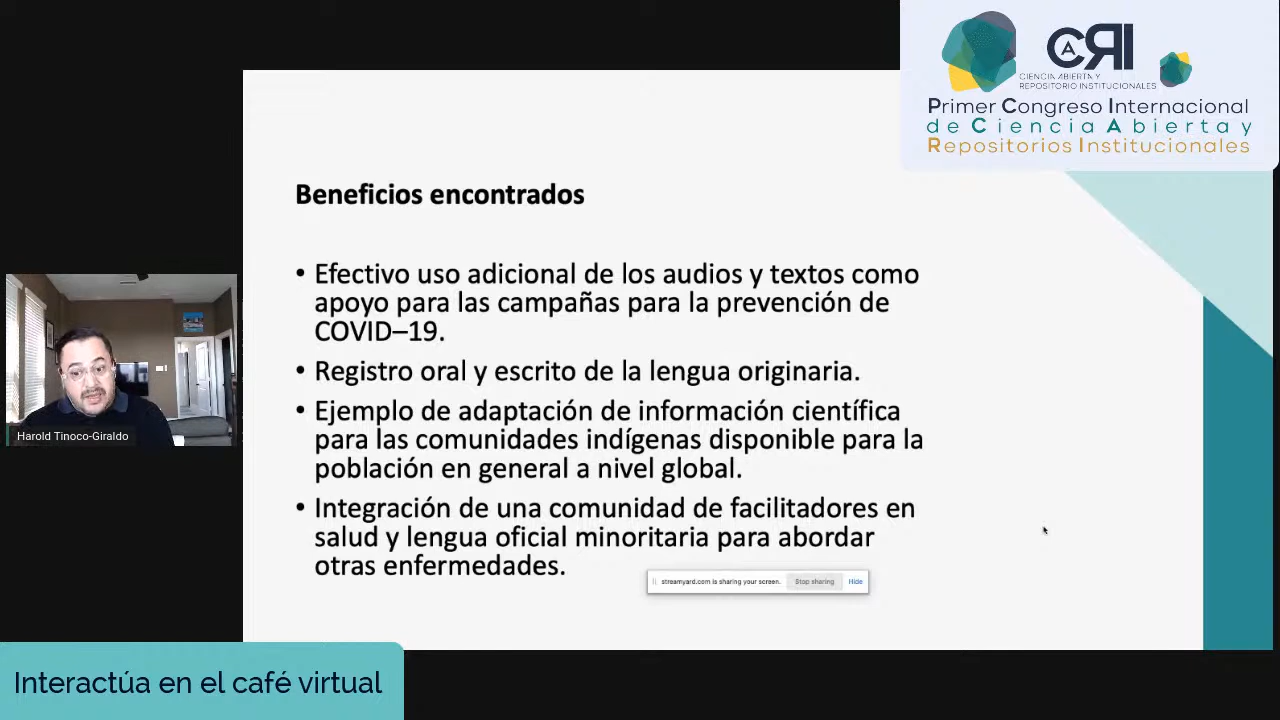 CARI
CIENCIA ABIERTA Y
REPOSITORIO INSTITUCIONALES
Primer Congreso Internacional
de Ciencia Abierta y
Repositorios Institucionales
Beneficios encontrados
• Efectivo uso adicional de los audios y textos como
apoyo para las campañas para la prevención de
COVID–19.
• Registro oral y escrito de la lengua originaria.
• Ejemplo de adaptación de información científica
para las comunidades indígenas disponible para la
población en general a nivel global.
• Integración de una comunidad de facilitadores en
salud y lengua oficial minoritaria para abordar
otras enfermedades.
streamyard.com is sharing your screen. Stop sharing Hide
Harold Tinoco-Giraldo
Interactúa en el café virtual